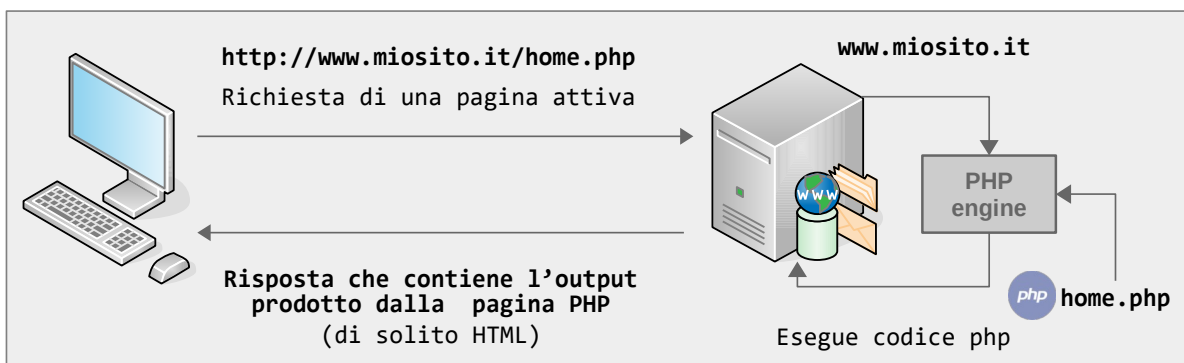 http://www.miosito.it/home.php
Richiesta di una pagina attiva
www.miosito.it
www
PHP
engine
Risposta che contiene l’output
prodotto dalla pagina PHP
(di solito HTML)
php home.php
Esegue codice php